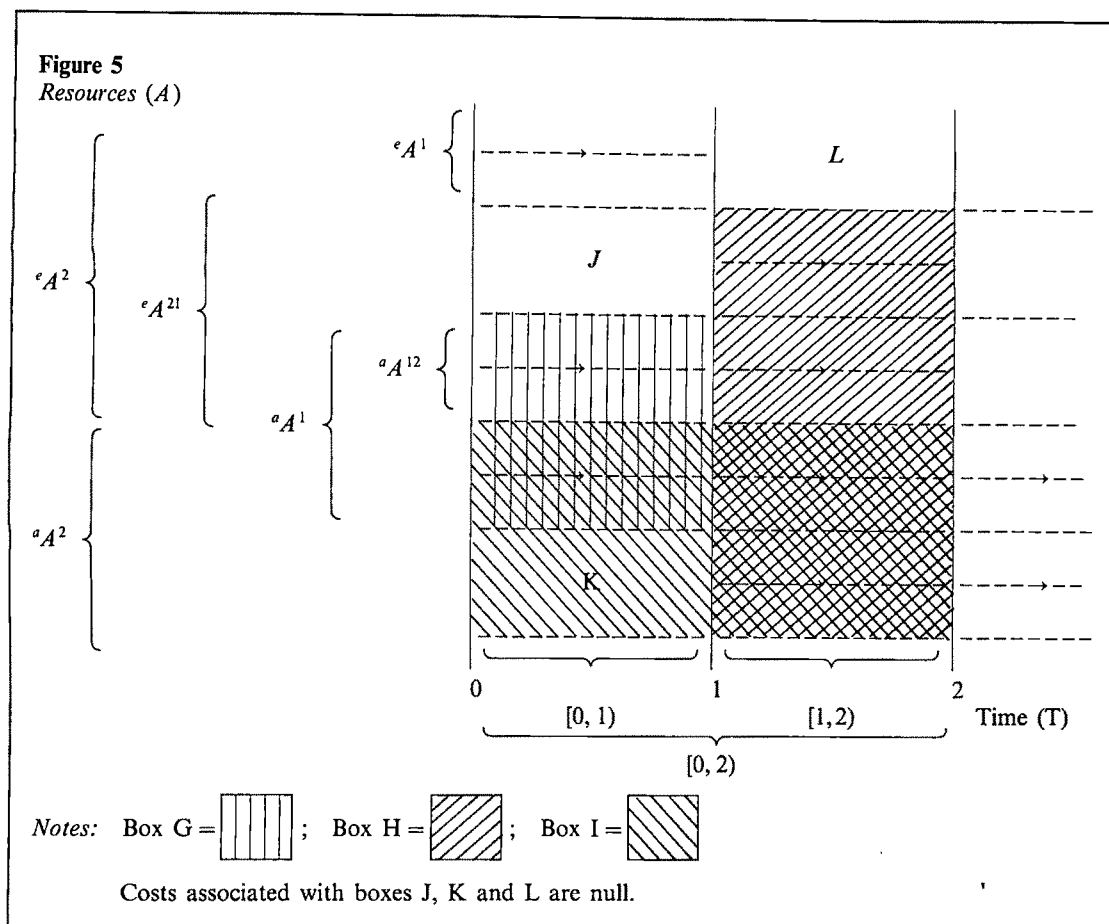 Figure 5
Resources (A)
ᵉA¹
L
J
ᵉA²
ᵉA²¹
ᵃA¹²
ᵃA¹
ᵃA²
K
0 1 2
[0, 1) [1,2) Time (T)
[0, 2)
Notes: Box G = ; Box H = ; Box I =
Costs associated with boxes J, K and L are null.